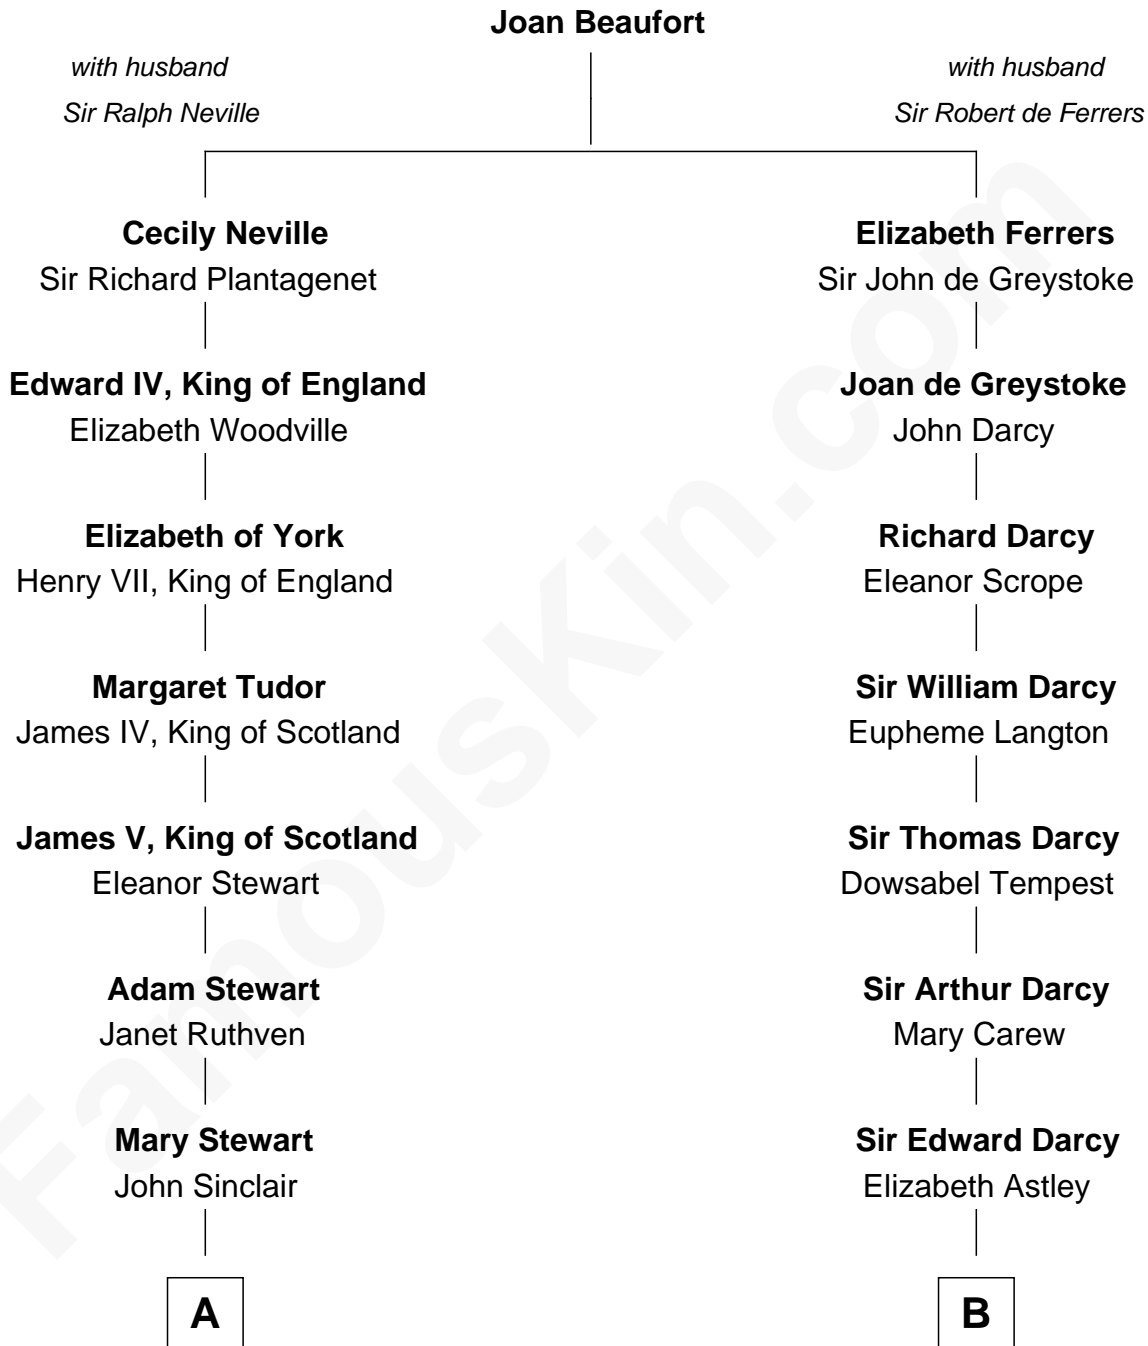 Joan Beaufort
with husband
Sir Ralph Neville
with husband
Sir Robert de Ferrers
Cecily Neville
Sir Richard Plantagenet
Elizabeth Ferrers
Sir John de Greystoke
Edward IV, King of England
Elizabeth Woodville
Joan de Greystoke
John Darcy
Elizabeth of York
Henry VII, King of England
Richard Darcy
Eleanor Scrope
Margaret Tudor
James IV, King of Scotland
Sir William Darcy
Eupheme Langton
James V, King of Scotland
Eleanor Stewart
Sir Thomas Darcy
Dowsabel Tempest
Adam Stewart
Janet Ruthven
Sir Arthur Darcy
Mary Carew
Mary Stewart
John Sinclair
Sir Edward Darcy
Elizabeth Astley
A
B
FamousKin.com